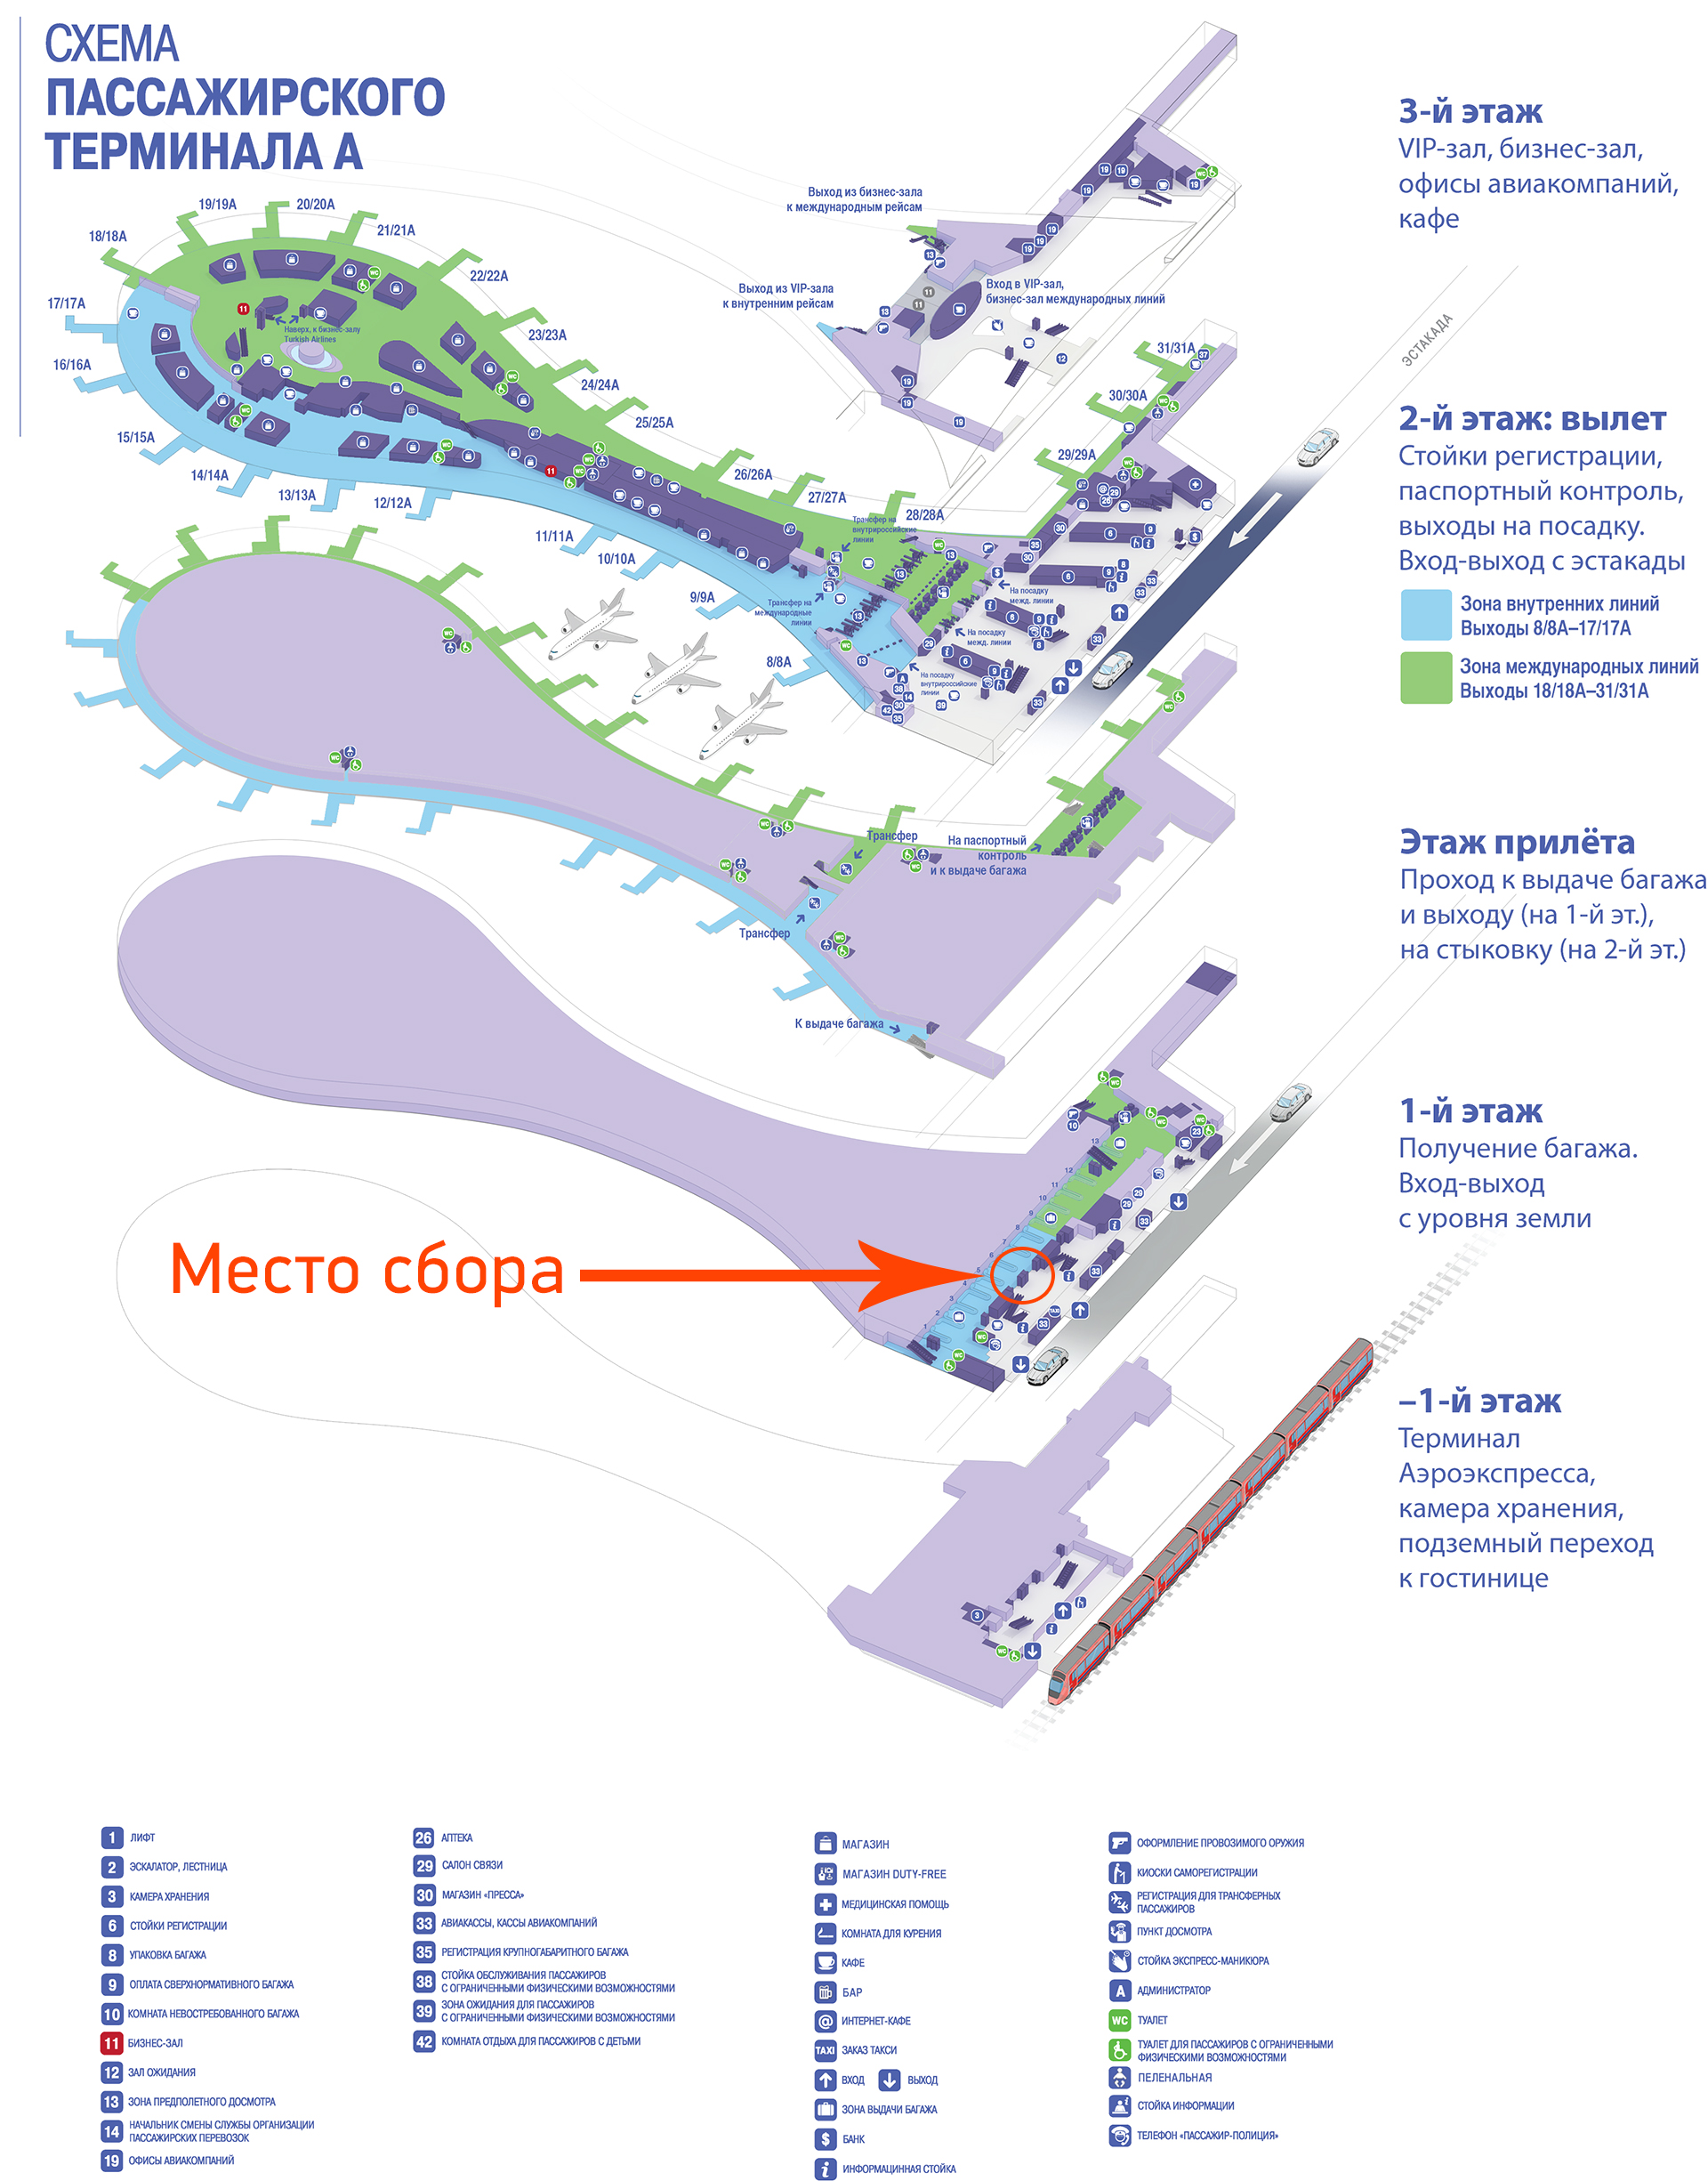 СХЕМА
ПАССАЖИРСКОГО
ТЕРМИНАЛА А
3-й этаж
VIP-зал, бизнес-зал,
офисы авиакомпаний,
кафе
Выход из бизнес-зала
к международным рейсам
Выход из VIP-зала
к внутренним рейсам
Вход в VIP-зал,
бизнес-зал международных линий
ЭСТАКАДА
2-й этаж: вылет
Стойки регистрации,
паспортный контроль,
выходы на посадку.
Вход-выход с эстакады
Зона внутренних линий
Выходы 8/8А–17/17А
Зона международных линий
Выходы 18/18А–31/31А
19/19А
20/20А
21/21А
18/18А
22/22А
17/17А
23/23А
16/16А
24/24А
25/25А
15/15А
26/26А
14/14А
27/27А
13/13А
28/28А
12/12А
29/29А
11/11А
30/30А
10/10А
31/31А
9/9А
8/8А
Наверх, к бизнес-залу
Turkish Airlines
Трансфер на
внутрироссийские
линии
Трансфер на
международные
линии
На посадку
межд. линии
На посадку
межд. линии
На посадку
внутрироссийские
линии
Этаж прилёта
Проход к выдаче багажа
и выходу (на 1-й эт.),
на стыковку (на 2-й эт.)
Трансфер
На паспортный
контроль
и к выдаче багажа
Трансфер
К выдаче багажа
1-й этаж
Получение багажа.
Вход-выход
с уровня земли
13
12
11
10
9
8
7
6
5
4
3
2
1
Место сбора
–1-й этаж
Терминал
Аэроэкспресса,
камера хранения,
подземный переход
к гостинице
1 ЛИФТ
2 ЭСКАЛАТОР, ЛЕСТНИЦА
3 КАМЕРА ХРАНЕНИЯ
6 СТОЙКИ РЕГИСТРАЦИИ
8 УПАКОВКА БАГАЖА
9 ОПЛАТА СВЕРХНОРМАТИВНОГО БАГАЖА
10 КОМНАТА НЕВОСТРЕБОВАННОГО БАГАЖА
11 БИЗНЕС-ЗАЛ
12 ЗАЛ ОЖИДАНИЯ
13 ЗОНА ПРЕДПОЛЕТНОГО ДОСМОТРА
14 НАЧАЛЬНИК СМЕНЫ СЛУЖБЫ ОРГАНИЗАЦИИ
ПАССАЖИРСКИХ ПЕРЕВОЗОК
19 ОФИСЫ АВИАКОМПАНИЙ
26 АПТЕКА
29 САЛОН СВЯЗИ
30 МАГАЗИН «ПРЕССА»
33 АВИАКАССЫ, КАССЫ АВИАКОМПАНИЙ
35 РЕГИСТРАЦИЯ КРУПНОГАБАРИТНОГО БАГАЖА
38 СТОЙКА ОБСЛУЖИВАНИЯ ПАССАЖИРОВ
С ОГРАНИЧЕННЫМИ ФИЗИЧЕСКИМИ ВОЗМОЖНОСТЯМИ
39 ЗОНА ОЖИДАНИЯ ДЛЯ ПАССАЖИРОВ
С ОГРАНИЧЕННЫМИ ФИЗИЧЕСКИМИ ВОЗМОЖНОСТЯМИ
42 КОМНАТА ОТДЫХА ДЛЯ ПАССАЖИРОВ С ДЕТЬМИ
МАГАЗИН
МАГАЗИН DUTY-FREE
МЕДИЦИНСКАЯ ПОМОЩЬ
КОМНАТА ДЛЯ КУРЕНИЯ
КАФЕ
БАР
@ ИНТЕРНЕТ-КАФЕ
TAXI ЗАКАЗ ТАКСИ
ВХОД ВЫХОД
ЗОНА ВЫДАЧИ БАГАЖА
$ БАНК
i ИНФОРМАЦИННАЯ СТОЙКА
ОФОРМЛЕНИЕ ПРОВОЗИМОГО ОРУЖИЯ
КИОСКИ САМОРЕГИСТРАЦИИ
РЕГИСТРАЦИЯ ДЛЯ ТРАНСФЕРНЫХ
ПАССАЖИРОВ
ПУНКТ ДОСМОТРА
СТОЙКА ЭКСПРЕСС-МАНИКЮРА
А АДМИНИСТРАТОР
WC ТУАЛЕТ
ТУАЛЕТ ДЛЯ ПАССАЖИРОВ С ОГРАНИЧЕННЫМИ
ФИЗИЧЕСКИМИ ВОЗМОЖНОСТЯМИ
ПЕЛЕНАЛЬНАЯ
СТОЙКА ИНФОРМАЦИИ
ТЕЛЕФОН «ПАССАЖИР-ПОЛИЦИЯ»